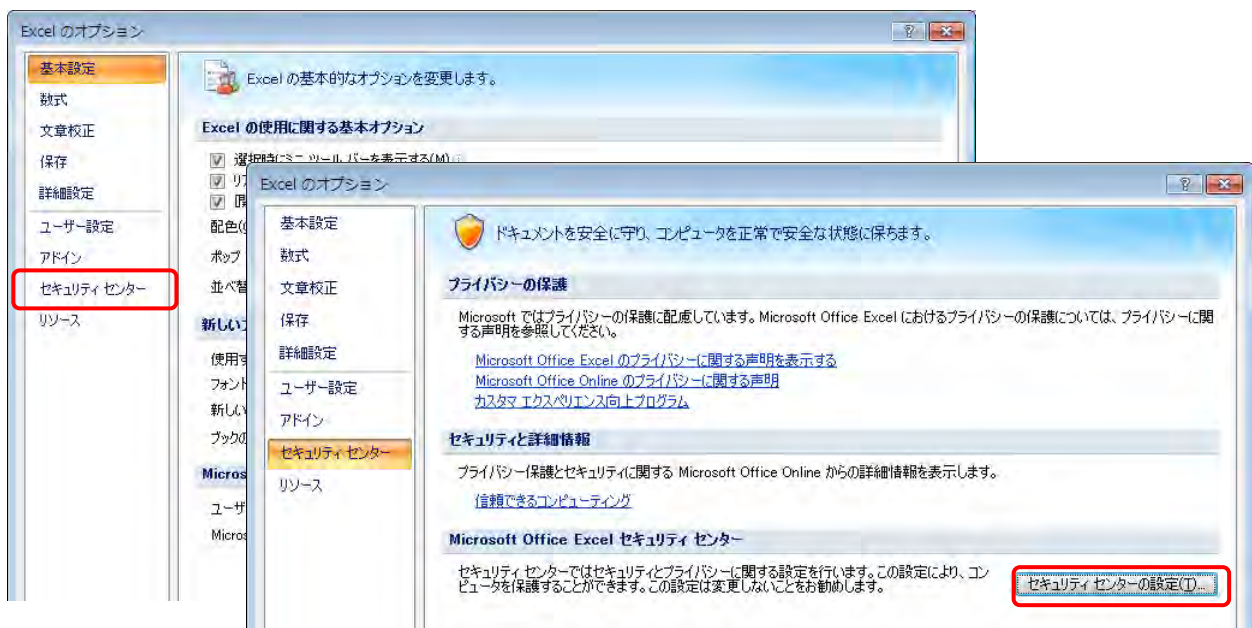 Excel のオプション
基本設定
数式
文章校正
保存
詳細設定
ユーザー設定
アドイン
セキュリティ センター
リソース
Excel の基本的なオプションを変更します。
Excel の使用に関する基本オプション
選択時にミニ ツール バーを表示する(M)
配色(
ポップ
並べ替
新しい
使用す
フォント
新しい
ブックの
Micros
ユーザ
Micros
Excel のオプション
基本設定
数式
文章校正
保存
詳細設定
ユーザー設定
アドイン
セキュリティ センター
リソース
ドキュメントを安全に守り、コンピュータを正常で安全な状態に保ちます。
プライバシーの保護
Microsoft ではプライバシーの保護に配慮しています。Microsoft Office Excel におけるプライバシーの保護については、プライバシーに関
する声明を参照してください。
Microsoft Office Excel のプライバシーに関する声明を表示する
Microsoft Office Online のプライバシーに関する声明
カスタマ エクスペリエンス向上プログラム
セキュリティと詳細情報
プライバシー保護とセキュリティに関する Microsoft Office Online からの詳細情報を表示します。
信頼できるコンピューティング
Microsoft Office Excel セキュリティ センター
セキュリティ センターではセキュリティとプライバシーに関する設定を行います。この設定により、コン
ピュータを保護することができます。この設定は変更しないことをお勧めします。
セキュリティ センターの設定(T)...